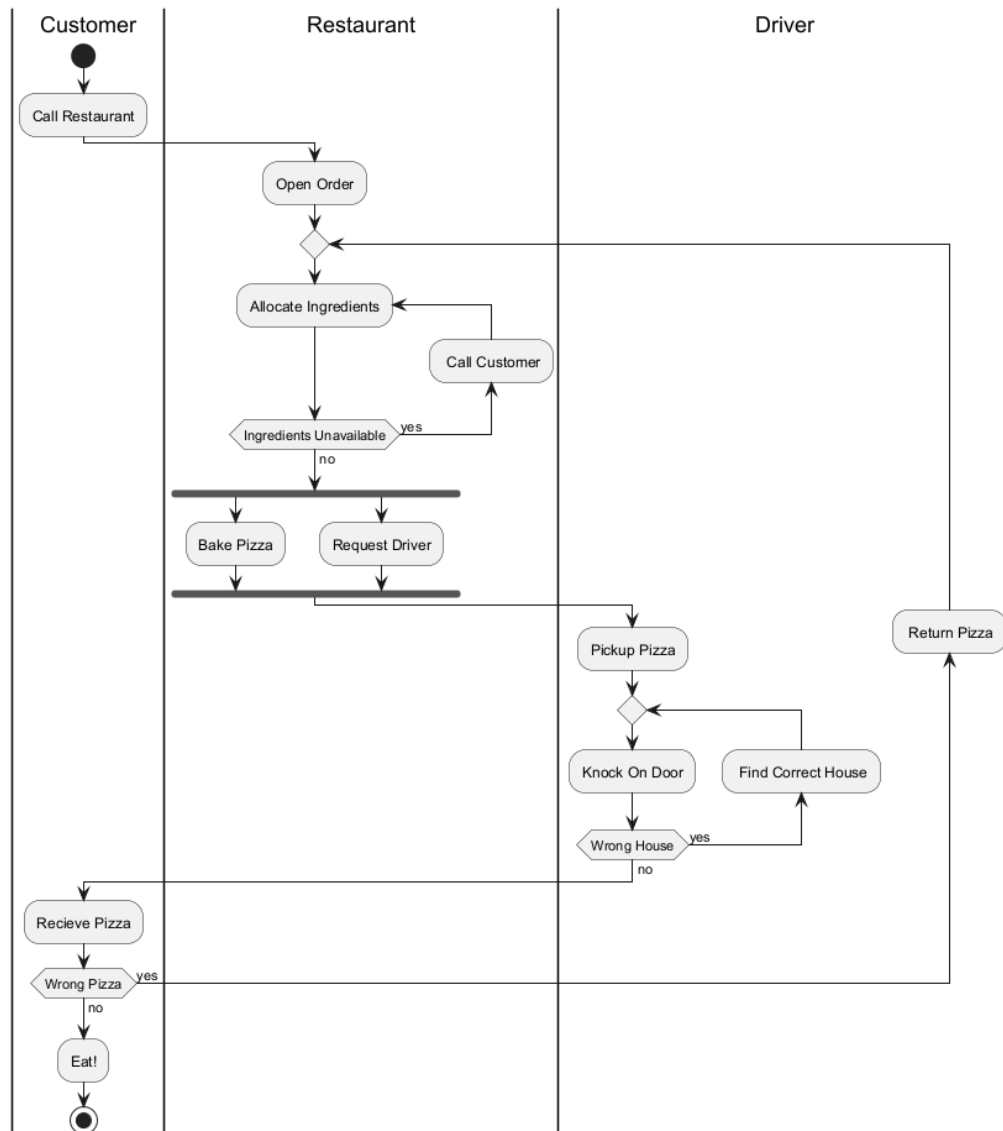 Customer
Restaurant
Driver
Call Restaurant
Open Order
Allocate Ingredients
Call Customer
Ingredients Unavailable
yes
no
Bake Pizza
Request Driver
Pickup Pizza
Return Pizza
Knock On Door
Find Correct House
Wrong House
yes
no
Recieve Pizza
Wrong Pizza
yes
no
Eat!